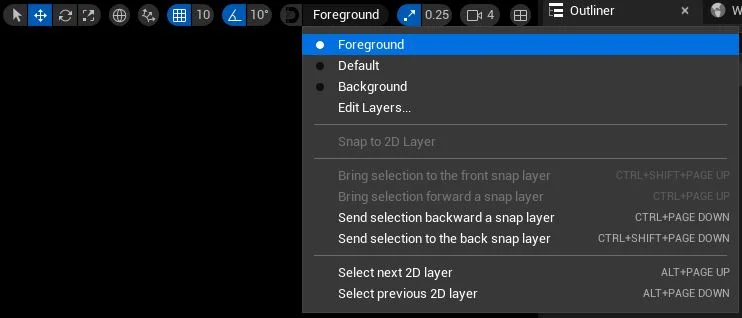 10 10° Foreground 0.25 4 Outliner × W
Foreground
Default
Background
Edit Layers...
Snap to 2D Layer
Bring selection to the front snap layer CTRL+SHIFT+PAGE UP
Bring selection forward a snap layer CTRL+PAGE UP
Send selection backward a snap layer CTRL+PAGE DOWN
Send selection to the back snap layer CTRL+SHIFT+PAGE DOWN
Select next 2D layer ALT+PAGE UP
Select previous 2D layer ALT+PAGE DOWN